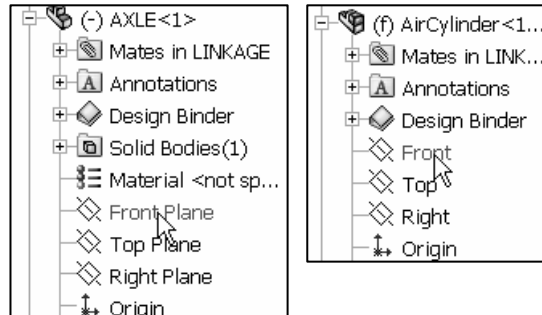 (-) AXLE<1>
Mates in LINKAGE
Annotations
Design Binder
Solid Bodies(1)
Material <not sp...
Front Plane
Top Plane
Right Plane
Origin
(f) AirCylinder<1...
Mates in LINK...
Annotations
Design Binder
Front
Top
Right
Origin